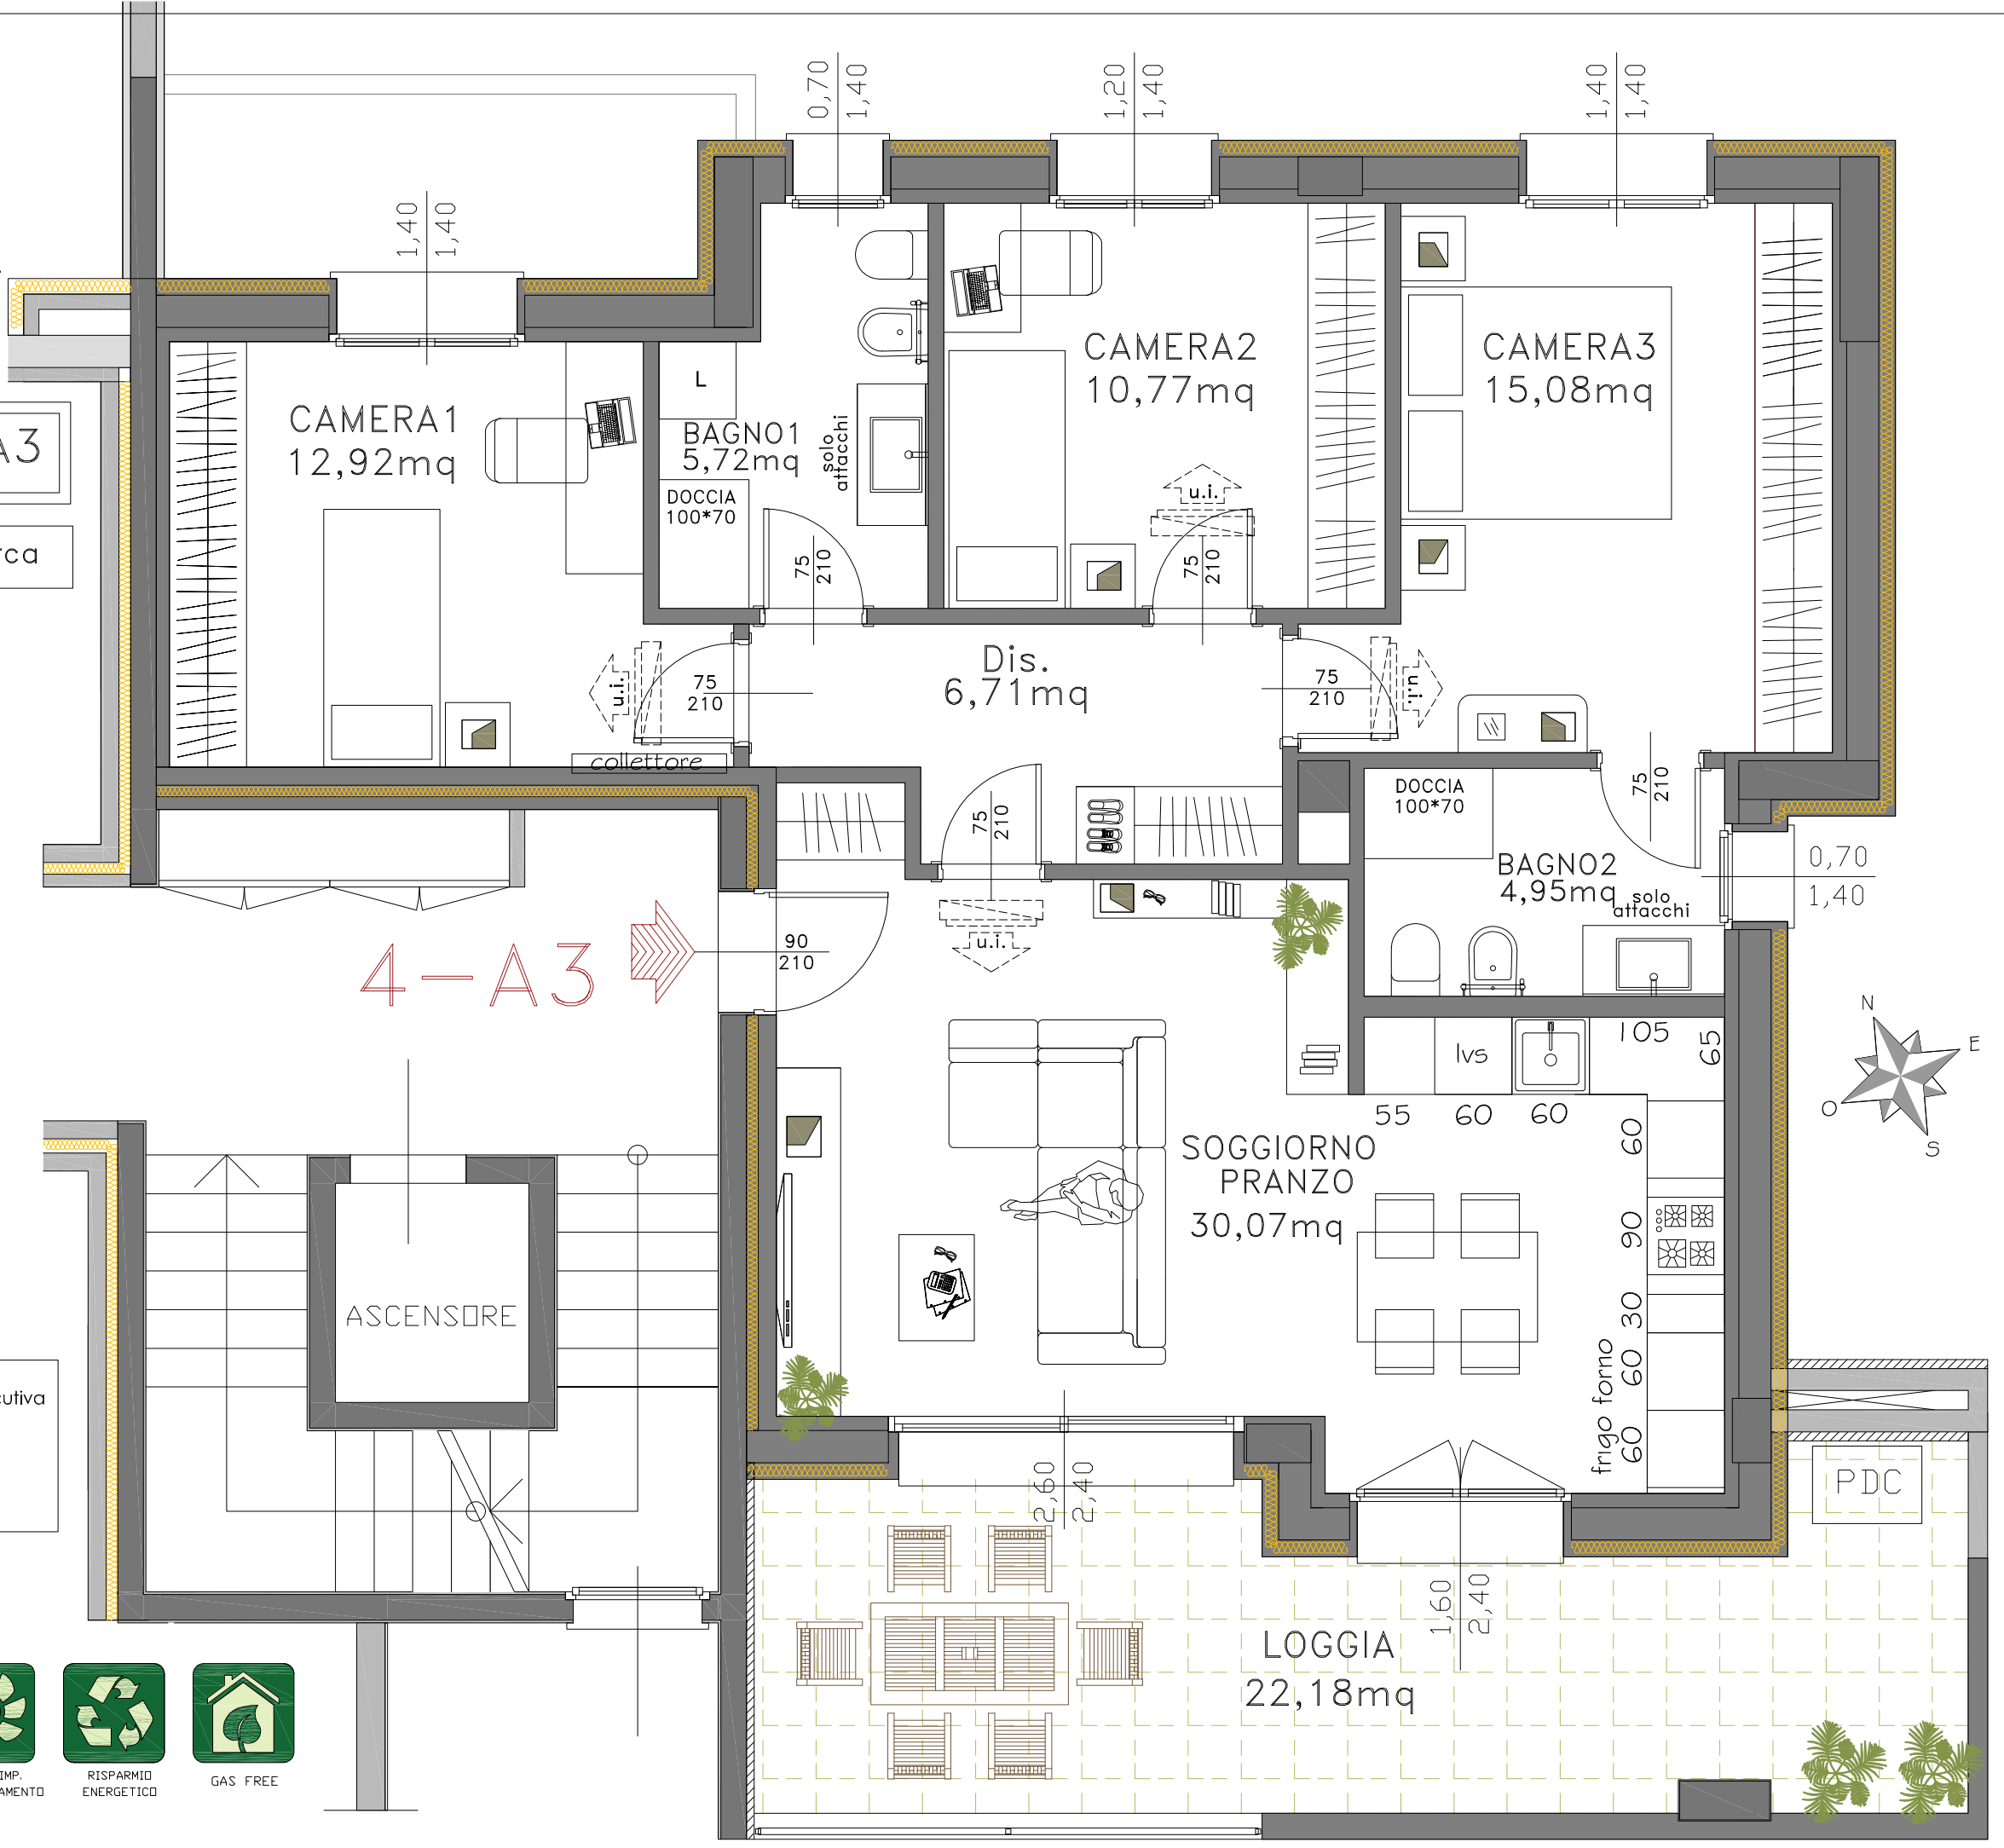 0,70
1,40
1,20
1,40
1,40
1,40
1,40
1,40
CAMERA1
12,92mq
L
BAGNO1
5,72mq
solo
attacchi
DOCCIA
100*70
CAMERA2
10,77mq
CAMERA3
15,08mq
A3
rca
u.i.
75
210
75
210
u.i.
75
210
Dis.
6,71mq
75
210
u.i.
collettore
75
210
75
210
DOCCIA
100*70
BAGNO2
4,95mq
solo
attacchi
0,70
1,40
4-A3
90
210
u.i.
N
E
O
S
lvs
105
65
55
60
60
60
90
30
60
60
frigo forno
SOGGIORNO
PRANZO
30,07mq
ASCENSORE
cutiva
2,60
2,40
1,60
2,40
PDC
LOGGIA
22,18mq
IMP.
AMENTO
RISPARMIO
ENERGETICO
GAS FREE